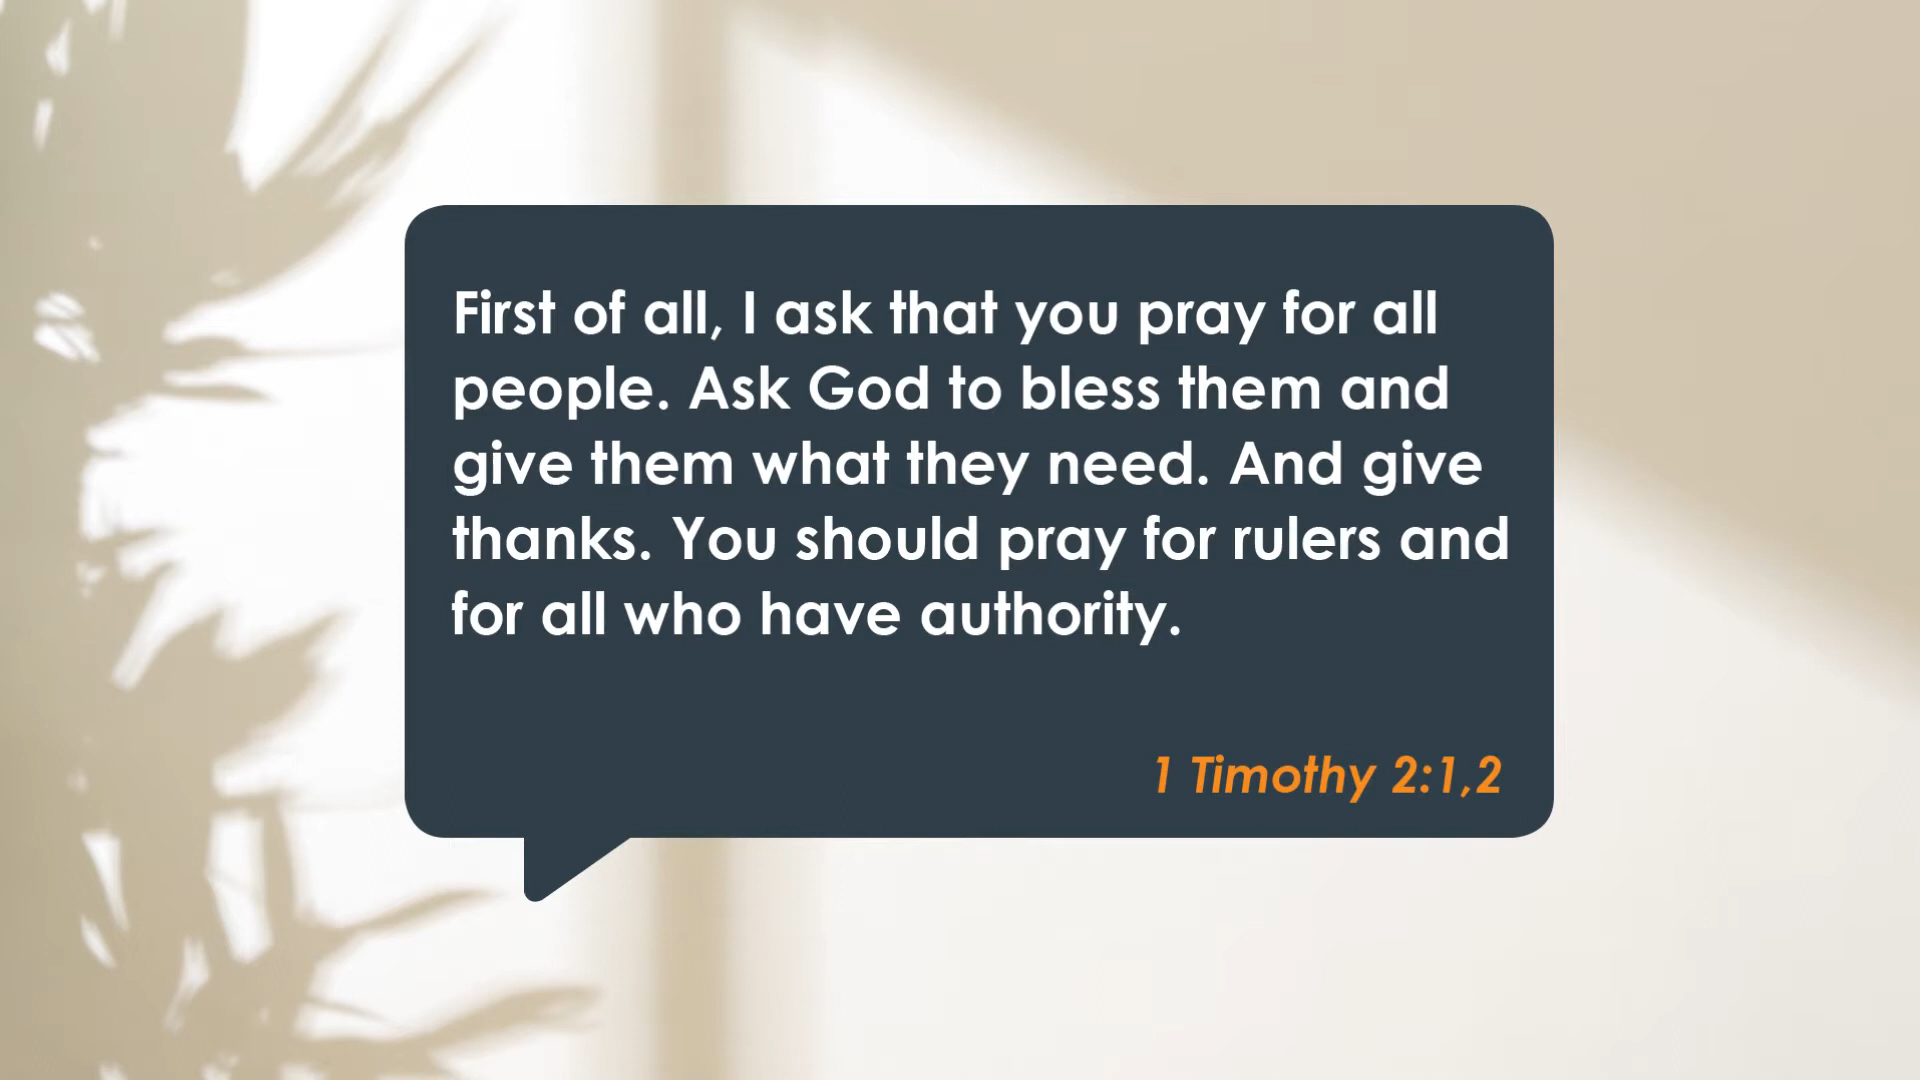 First of all, I ask that you pray for all
people. Ask God to bless them and
give them what they need. And give
thanks. You should pray for rulers and
for all who have authority.
1 Timothy 2:1,2